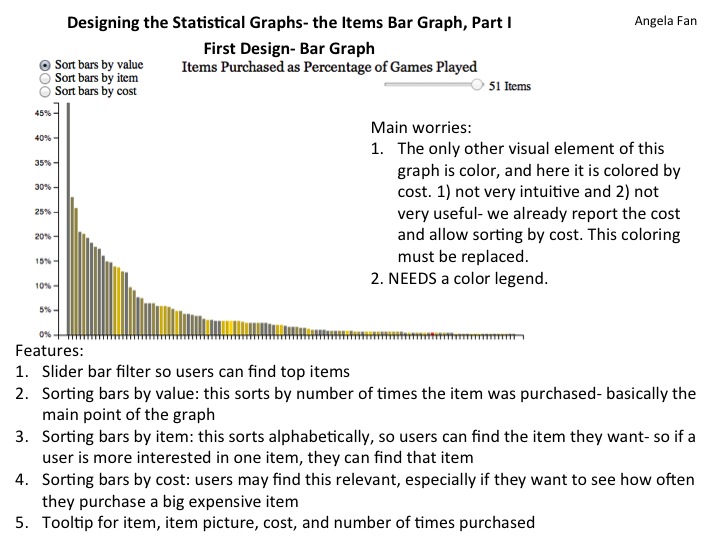 Designing the Statistical Graphs- the Items Bar Graph, Part I
Angela Fan
First Design- Bar Graph
Sort bars by value
Sort bars by item
Sort bars by cost
Items Purchased as Percentage of Games Played
51 Items
45%
40%
35%
30%
25%
20%
15%
10%
5%
0%
Main worries:
1. The only other visual element of this
graph is color, and here it is colored by
cost. 1) not very intuitive and 2) not
very useful- we already report the cost
and allow sorting by cost. This coloring
must be replaced.
2. NEEDS a color legend.
Features:
1. Slider bar filter so users can find top items
2. Sorting bars by value: this sorts by number of times the item was purchased- basically the
main point of the graph
3. Sorting bars by item: this sorts alphabetically, so users can find the item they want- so if a
user is more interested in one item, they can find that item
4. Sorting bars by cost: users may find this relevant, especially if they want to see how often
they purchase a big expensive item
5. Tooltip for item, item picture, cost, and number of times purchased